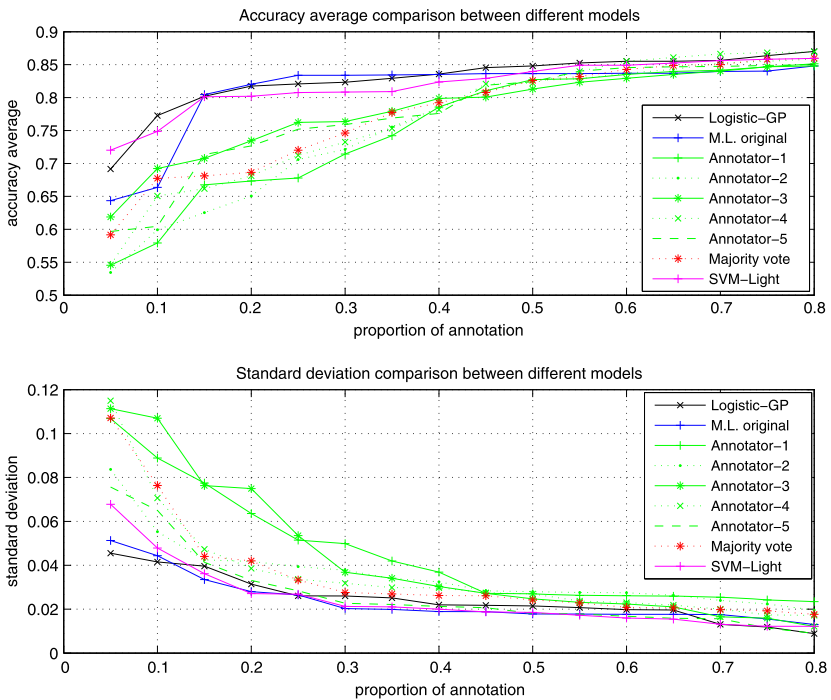 Accuracy average comparison between different models
accuracy average
0.9
0.85
0.8
0.75
0.7
0.65
0.6
0.55
0.5
0 0.1 0.2 0.3 0.4 0.5 0.6 0.7 0.8
proportion of annotation
Logistic−GP
M.L. original
Annotator−1
Annotator−2
Annotator−3
Annotator−4
Annotator−5
Majority vote
SVM−Light
Standard deviation comparison between different models
standard deviation
0.12
0.1
0.08
0.06
0.04
0.02
0
0 0.1 0.2 0.3 0.4 0.5 0.6 0.7 0.8
proportion of annotation
Logistic−GP
M.L. original
Annotator−1
Annotator−2
Annotator−3
Annotator−4
Annotator−5
Majority vote
SVM−Light